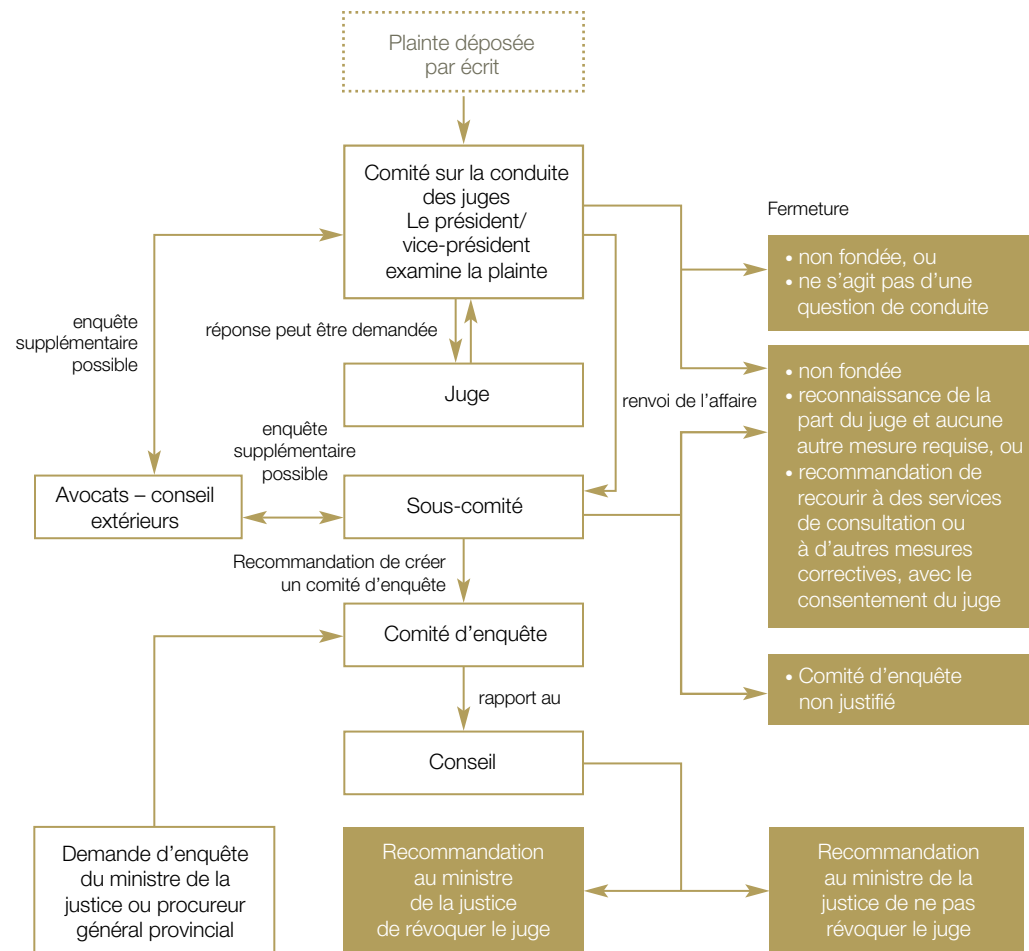 Plainte déposée
par écrit
Comité sur la conduite
des juges
Le président/
vice-président
examine la plainte
Fermeture
• non fondée, ou
• ne s'agit pas d'une
question de conduite
enquête
supplémentaire
possible
réponse peut être demandée
Juge
renvoi de l'affaire
• non fondée
• reconnaissance de la
part du juge et aucune
autre mesure requise, ou
• recommandation de
recourir à des services
de consultation ou
à d'autres mesures
correctives, avec le
consentement du juge
enquête
supplémentaire
possible
Avocats – conseil
extérieurs
Sous-comité
Recommandation de créer
un comité d'enquête
Comité d'enquête
• Comité d'enquête
non justifié
rapport au
Conseil
Demande d'enquête
du ministre de la
justice ou procureur
général provincial
Recommandation
au ministre
de la justice
de révoquer le juge
Recommandation
au ministre de la
justice de ne pas
révoquer le juge